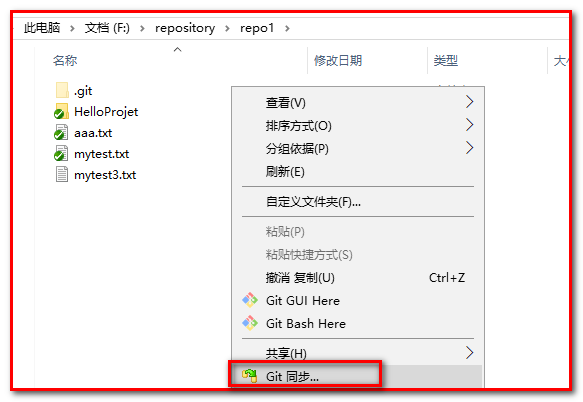 此电脑 › 文档 (F:) › repository › repo1 ›
名称 修改日期 类型
.git
HelloProjet
aaa.txt
mytest.txt
mytest3.txt
查看(V)
排序方式(O)
分组依据(P)
刷新(E)
自定义文件夹(F)...
粘贴(P)
粘贴快捷方式(S)
撤消 复制(U) Ctrl+Z
Git GUI Here
Git Bash Here
共享(H)
Git 同步...